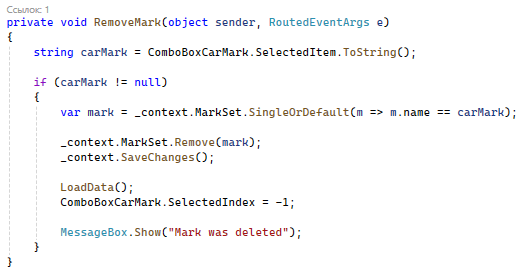 Ссылок: 1
private void RemoveMark(object sender, RoutedEventArgs e)
{
string carMark = ComboBoxCarMark.SelectedItem.ToString();
if (carMark != null)
{
var mark = _context.MarkSet.SingleOrDefault(m => m.name == carMark);
_context.MarkSet.Remove(mark);
_context.SaveChanges();
LoadData();
ComboBoxCarMark.SelectedIndex = -1;
MessageBox.Show("Mark was deleted");
}
}